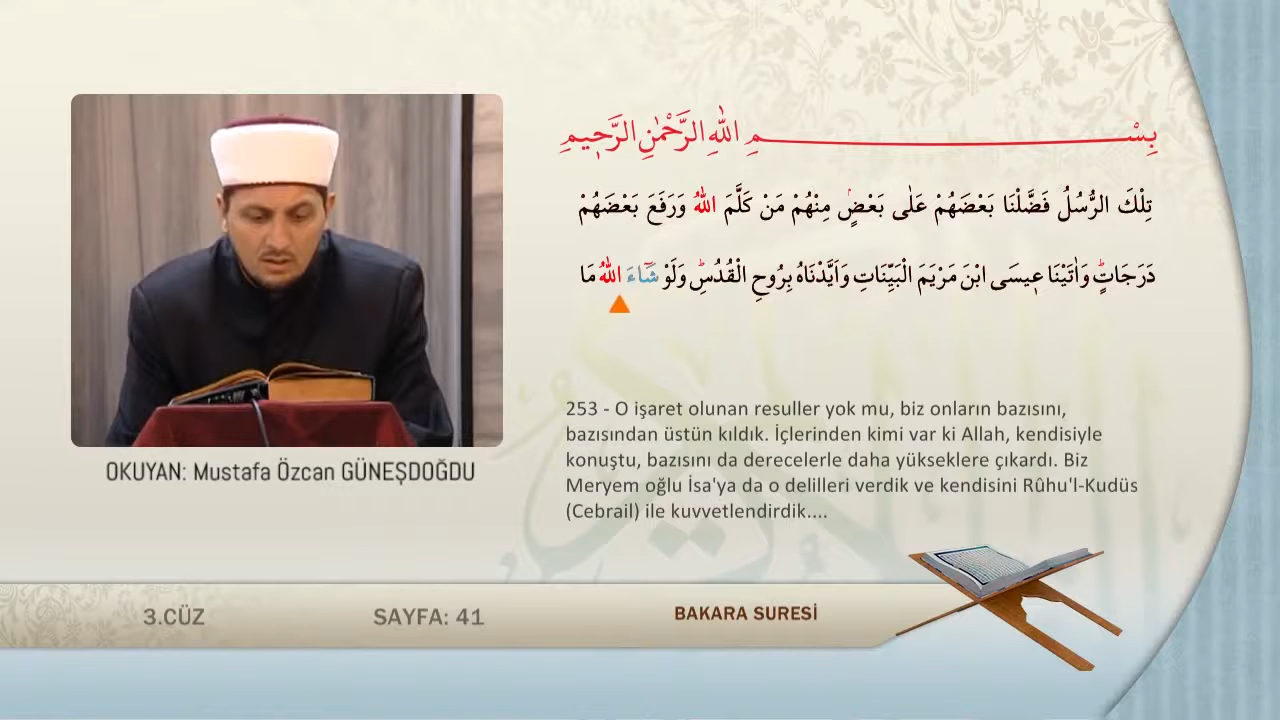 بِسْمِ اللهِ الرَّحْمٰنِ الرَّحٖيمِ
تِلْكَ الرُّسُلُ فَضَّلْنَا بَعْضَهُمْ عَلٰى بَعْضٍۢ مِنْهُمْ مَنْ كَلَّمَ اللهُ وَرَفَعَ بَعْضَهُمْ
دَرَجَاتٍؕ وَاٰتَيْنَا عٖيسَى ابْنَ مَرْيَمَ الْبَيِّنَاتِ وَاَيَّدْنَاهُ بِرُوحِ الْقُدُسِؕ وَلَوْ شَٓاءَ اللهُ مَا
253 - O işaret olunan resuller yok mu, biz onların bazısını,
bazısından üstün kıldık. İçlerinden kimi var ki Allah, kendisiyle
konuştu, bazısını da derecelerle daha yükseklere çıkardı. Biz
Meryem oğlu İsa'ya da o delilleri verdik ve kendisini Rûhu'l-Kudüs
(Cebrail) ile kuvvetlendirdik....
OKUYAN: Mustafa Özcan GÜNEŞDOĞDU
3.CÜZ
SAYFA: 41
BAKARA SURESİ